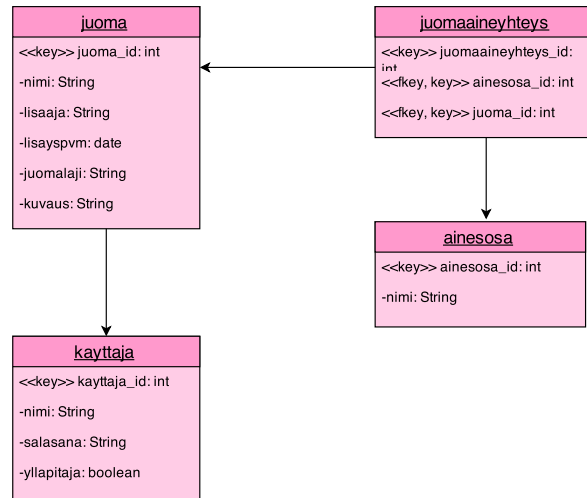 juoma
<<key>> juoma_id: int
-nimi: String
-lisaaja: String
-lisayspvm: date
-juomalaji: String
-kuvaus: String
juomaaineyhteys
<<key>> juomaaineyhteys_id:
int
<<fkey, key>> ainesosa_id: int
<<fkey, key>> juoma_id: int
ainesosa
<<key>> ainesosa_id: int
-nimi: String
kayttaja
<<key>> kayttaja_id: int
-nimi: String
-salasana: String
-yllapitaja: boolean